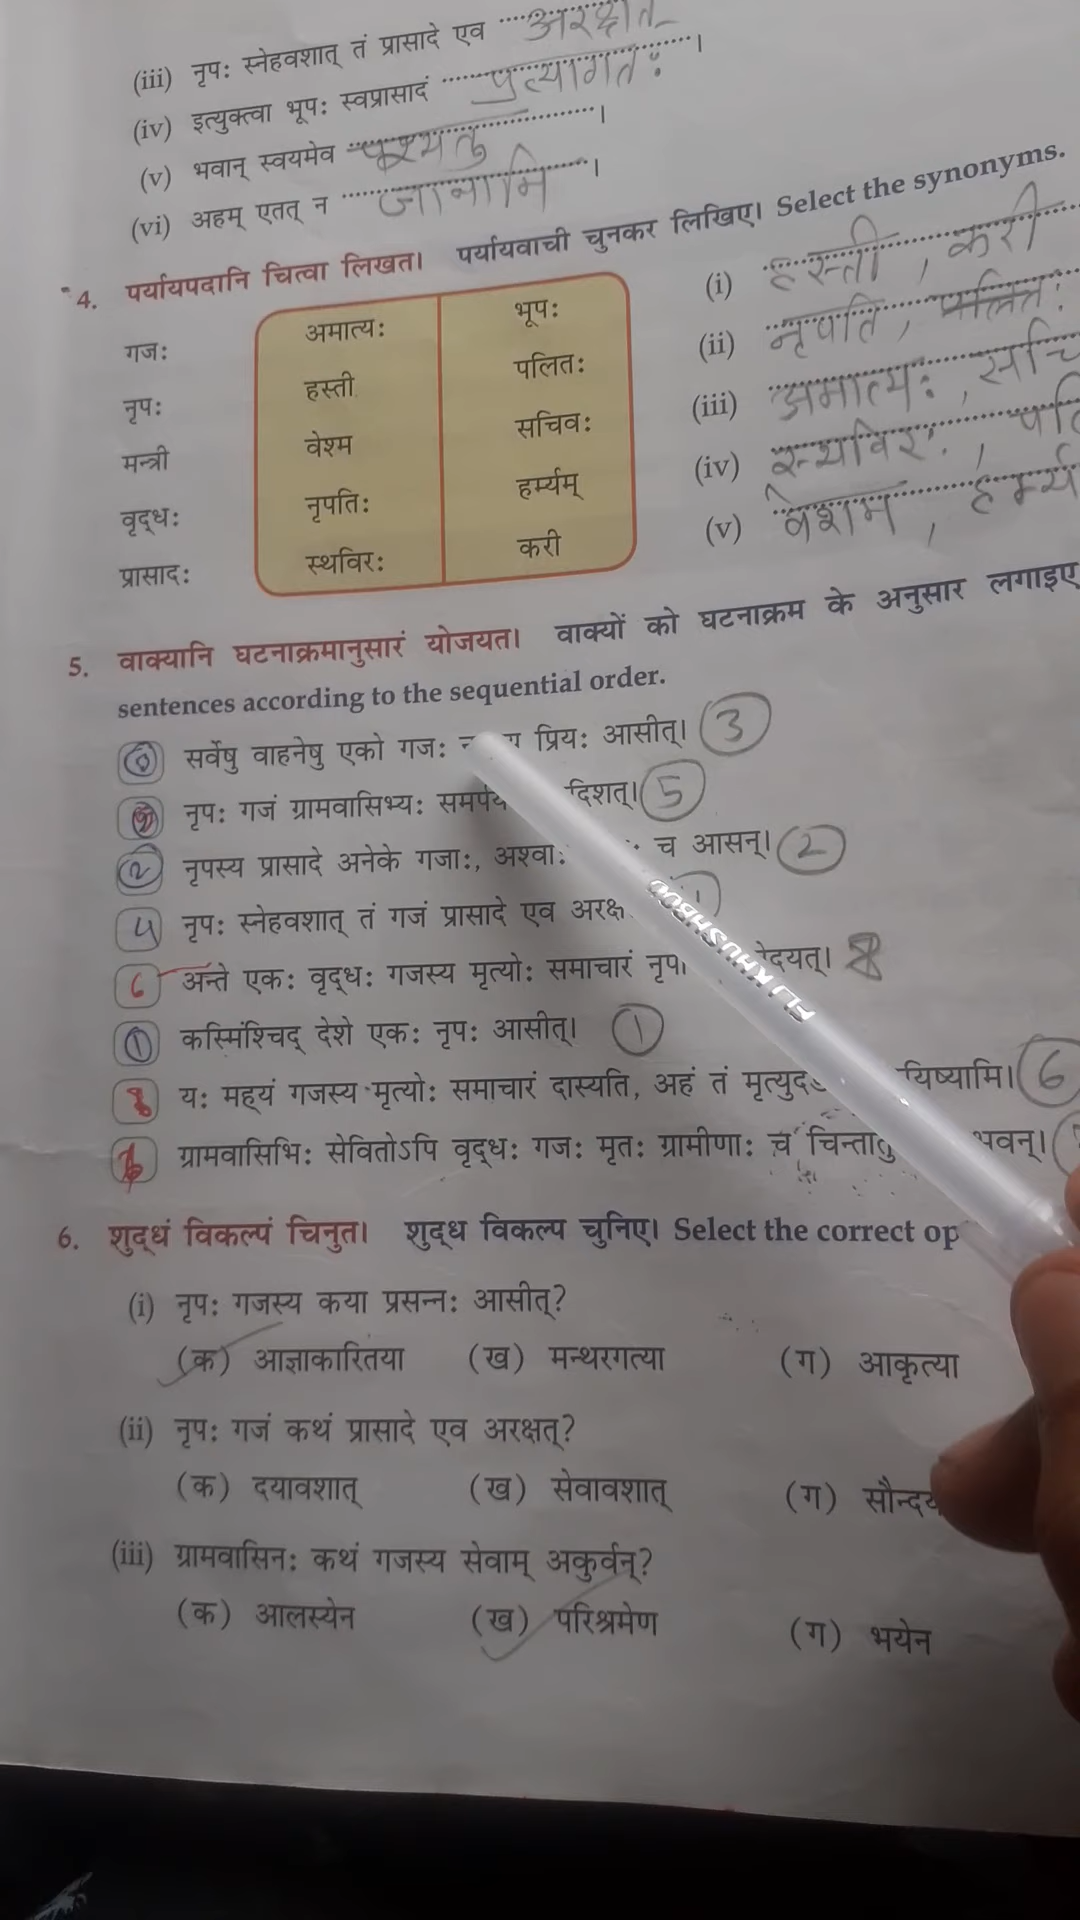 (iii) नृपः स्नेहवशात् तं प्रासादे एव अरक्षत्
(iv) इत्युक्त्वा भूपः स्वप्रासादं प्रत्यागतः ।
(v) भवान् स्वयमेव पश्यतु ।
(vi) अहम् एतत् न जानामि ।
4. पर्यायपदानि चित्वा लिखत। पर्यायवाची चुनकर लिखिए। Select the synonyms.
गजः अमात्यः भूपः (i) हस्ती, करी
नृपः हस्ती पलितः (ii) नृपति, पलितः
मन्त्री वेश्म सचिवः (iii) अमात्यः,
वृद्धः नृपतिः हर्म्यम् (iv) स्थविरः,
प्रासादः स्थविरः करी (v) वेशम,
5. वाक्यानि घटनाक्रमानुसारं योजयत। वाक्यों को घटनाक्रम के अनुसार लगाइए
sentences according to the sequential order.
सर्वेषु वाहनेषु एको गजः प्रियः आसीत्। 3
नृपः गजं ग्रामवासिभ्यः 5
2 नृपस्य प्रासादे अनेके गजाः, च आसन्। 2
4 नृपः स्नेहवशात् तं गजं प्रासादे एव
6 अन्ते एकः वृद्धः गजस्य मृत्योः समाचारं 8
1 कस्मिंश्चिद् देशे एकः नृपः आसीत्। 1
यः मह्यं गजस्य मृत्योः समाचारं दास्यति, अहं तं 6
ग्रामवासिभिः सेवितोऽपि वृद्धः गजः मृतः ग्रामीणाः च
FLJ KHUSHBOO
6. शुद्धं विकल्पं चिनुत। शुद्ध विकल्प चुनिए। Select the correct op
(i) नृपः गजस्य कया प्रसन्नः आसीत्?
(क) आज्ञाकारितया (ख) मन्थरगत्या (ग) आकृत्या
(ii) नृपः गजं कथं प्रासादे एव अरक्षत्?
(क) दयावशात् (ख) सेवावशात् (ग)
(iii) ग्रामवासिनः कथं गजस्य सेवाम् अकुर्वन्?
(क) आलस्येन (ख) परिश्रमेण (ग) भयेन